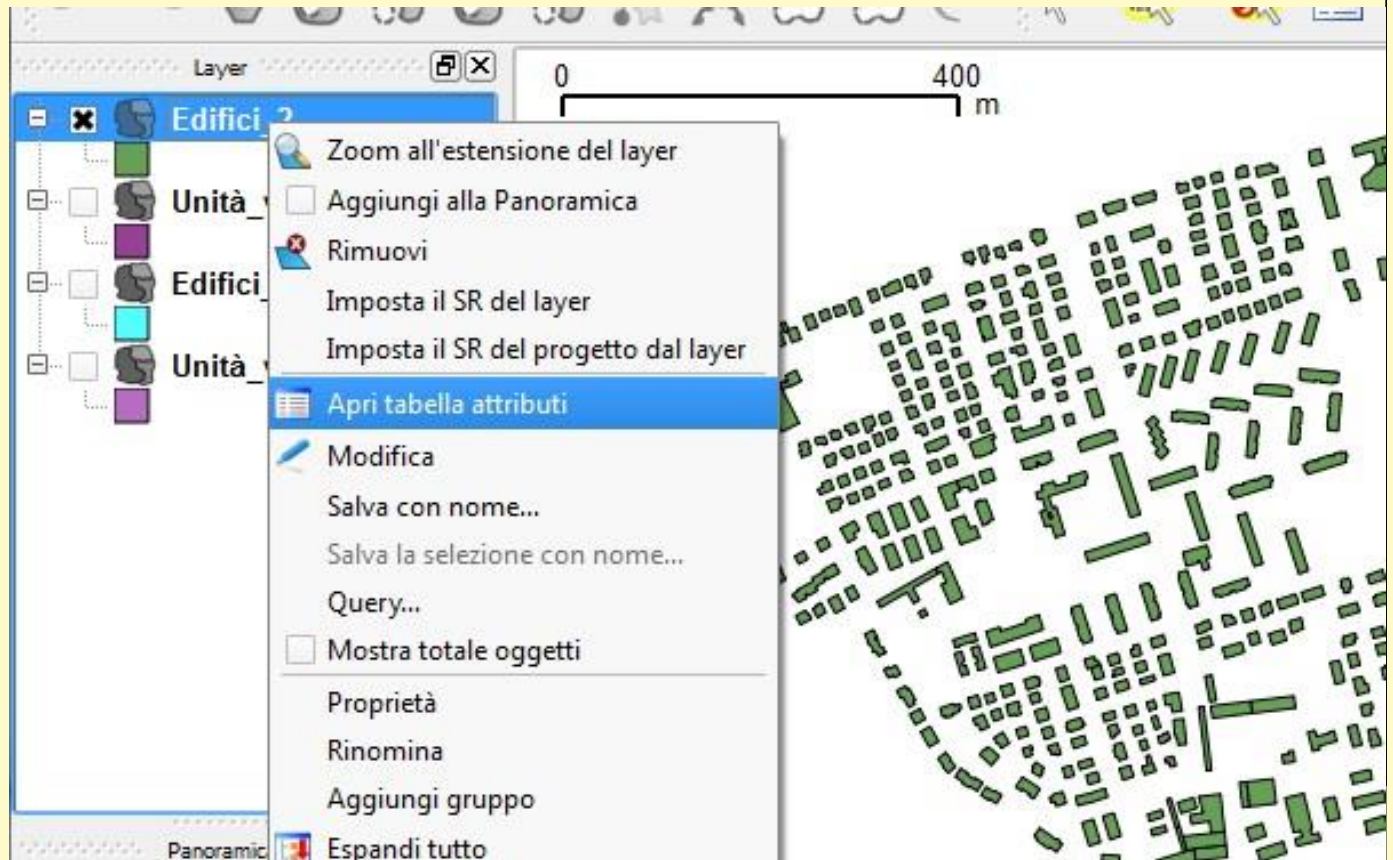 Layer
0 400
m
Edifici_2
Zoom all'estensione del layer
Aggiungi alla Panoramica
Unità_
Rimuovi
Edifici_
Imposta il SR del layer
Imposta il SR del progetto dal layer
Unità_
Apri tabella attributi
Modifica
Salva con nome...
Salva la selezione con nome...
Query...
Mostra totale oggetti
Proprietà
Rinomina
Aggiungi gruppo
Panoramic
Espandi tutto